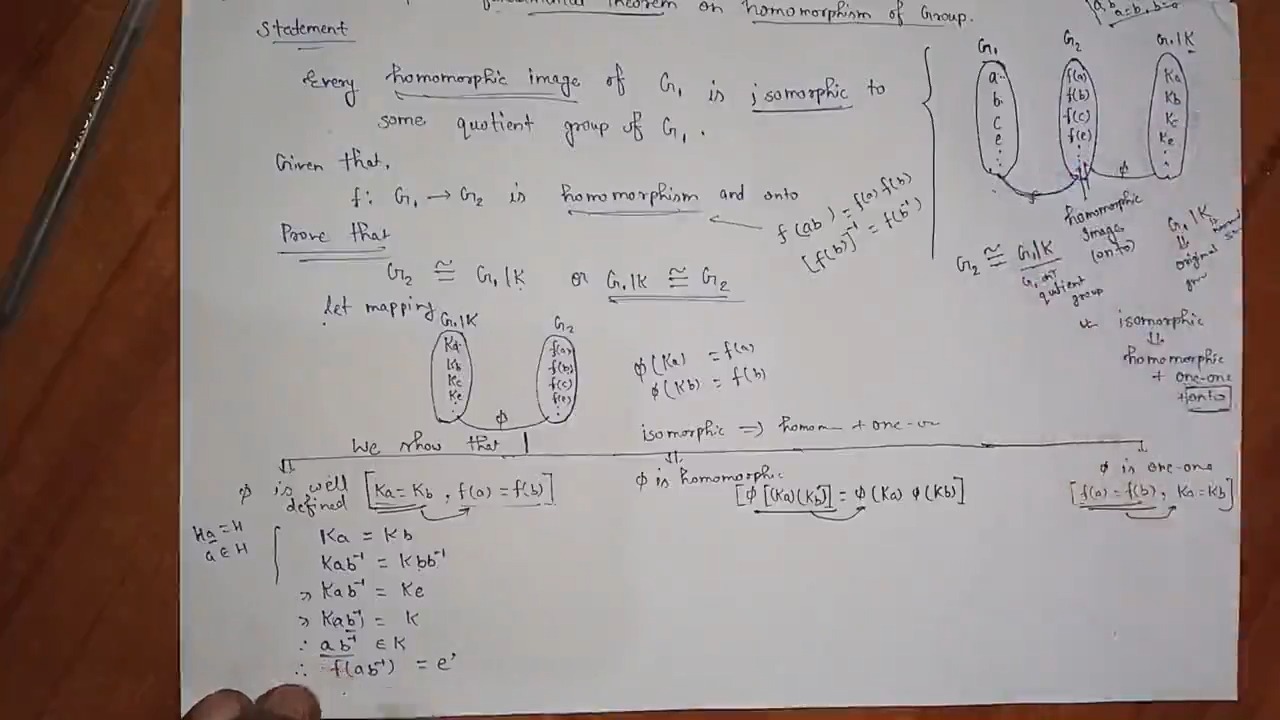 fundamental theorem on homomorphism of Group.
Statement
Every homomorphic image of G₁ is isomorphic to
some quotient group of G₁.
Given that,
f: G₁ → G₂ is homomorphism and onto
f(ab) = f(a) f(b)
[f(b)]⁻¹ = f(b⁻¹)
Prove that
G₂ ≅ G₁|K or G₁|K ≅ G₂
Let mapping
G₁|K G₂
Ka f(a)
Kb f(b)
Kc f(c)
Ke f(e)
ϕ
ϕ(Ka) = f(a)
ϕ(Kb) = f(b)
G₁ G₂ G₁|K
a f(a) Ka
b f(b) Kb
c f(c) Kc
e f(e) Ke
f ϕ
homomorphic
image
(onto)
G₁|K
original
G₂ ≅ G₁|K
qutient
group
isomorphic
⇓
homomorphic
+ one-one
+onto
isomorphic ⇒ homom + one-
We show that
ϕ is well
defined [Ka = Kb, f(a) = f(b)]
ϕ is homomorphic
[ϕ[(Ka)(Kb)] = ϕ(Ka) ϕ(Kb)]
ϕ is one-one
[f(a) = f(b), Ka = Kb]
Ha = H
a ∈ H
Ka = Kb
Kab⁻¹ = Kbb⁻¹
⇒ Kab⁻¹ = Ke
⇒ Kab⁻¹ = K
∴ ab⁻¹ ∈ K
∴ f(ab⁻¹) = e'